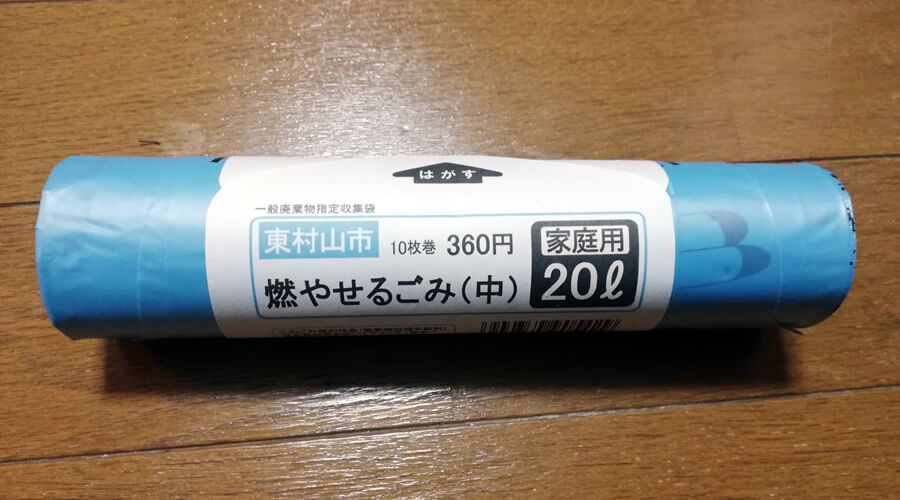 はがす
一般廃棄物指定収集袋
東村山市 10枚巻 360円
家庭用
20ℓ
燃やせるごみ(中)